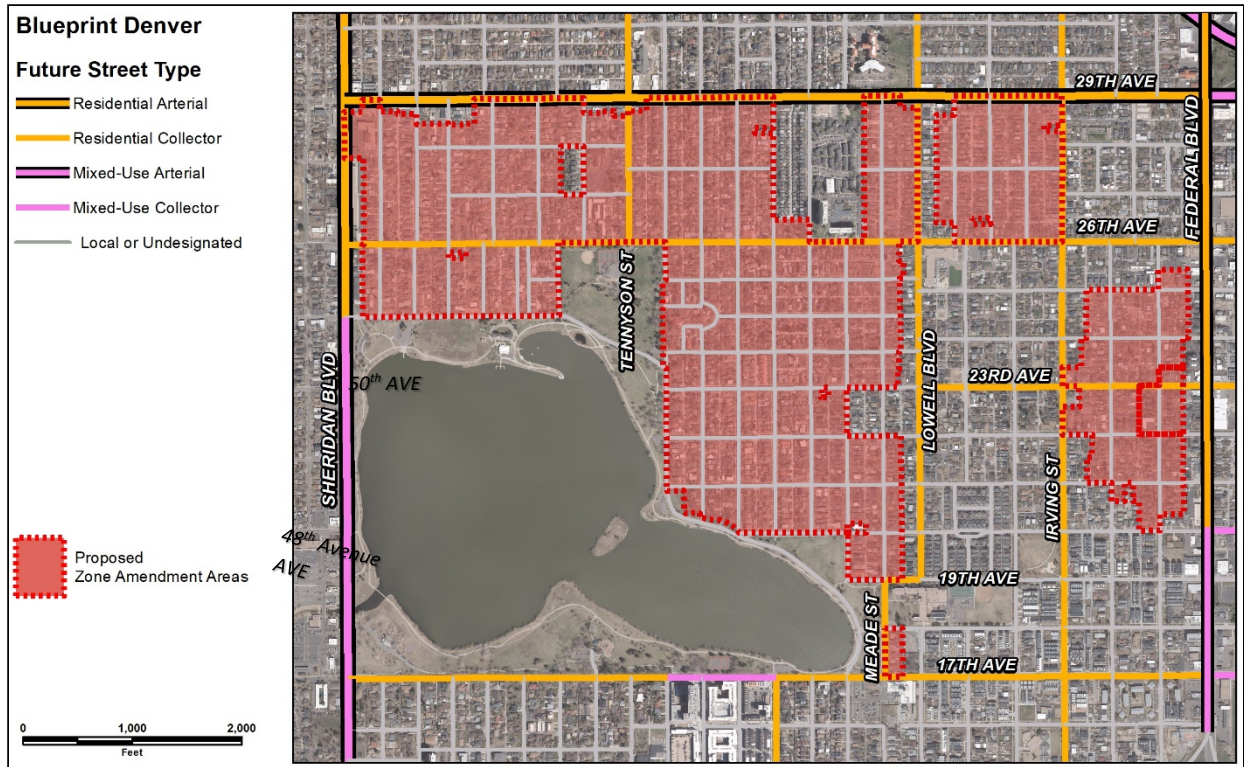 Blueprint Denver
Future Street Type
Residential Arterial
Residential Collector
Mixed-Use Arterial
Mixed-Use Collector
Local or Undesignated
Proposed
Zone Amendment Areas
0 1,000 2,000
Feet
29TH AVE
FEDERAL BLVD
26TH AVE
TENNYSON ST
SHERIDAN BLVD
50th AVE
LOWELL BLVD
23RD AVE
IRVING ST
48th Avenue
AVE
19TH AVE
MEADE ST
17TH AVE